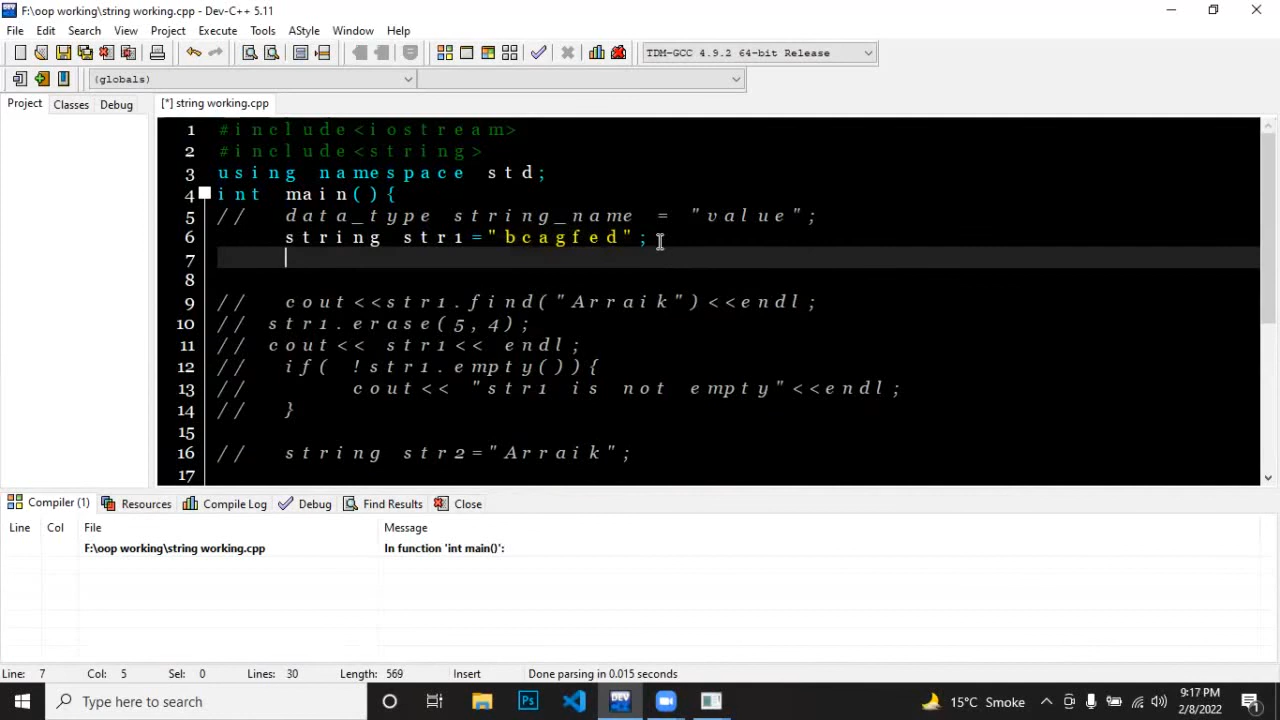 F:\oop working\string working.cpp - Dev-C++ 5.11
File Edit Search View Project Execute Tools AStyle Window Help
TDM-GCC 4.9.2 64-bit Release
(globals)
Project Classes Debug [*] string working.cpp
1 #include<iostream>
2 #include<string>
3 using namespace std;
4 int main(){
5 // data_type string_name = "value";
6 string str1="bcagfed";
7
8
9 // cout<<str1.find("Arraik")<<endl;
10 // str1.erase(5,4);
11 // cout<< str1<< endl;
12 // if( !str1.empty()){
13 // cout<< "str1 is not empty"<<endl;
14 // }
15
16 // string str2="Arraik";
17
Compiler (1) Resources Compile Log Debug Find Results Close
Line Col File Message
F:\oop working\string working.cpp In function 'int main()':
Line: 7 Col: 5 Sel: 0 Lines: 30 Length: 569 Insert Done parsing in 0.015 seconds
Type here to search Ps DEV 15°C Smoke 9:17 PM
2/8/2022 1